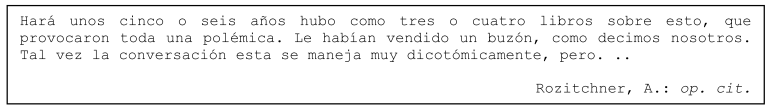 Hará unos cinco o seis años hubo como tres o cuatro libros sobre esto, que
provocaron toda una polémica. Le habían vendido un buzón, como decimos nosotros.
Tal vez la conversación esta se maneja muy dicotómicamente, pero. ..
Rozitchner, A.: op. cit.